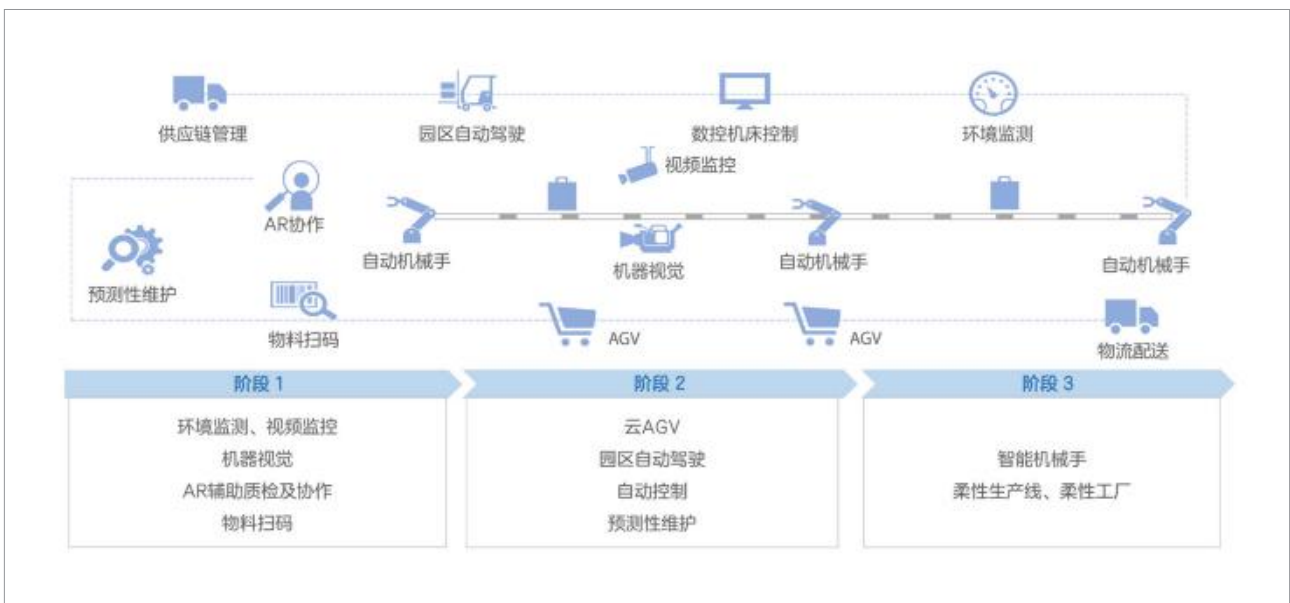 供应链管理
园区自动驾驶
数控机床控制
环境监测
视频监控
AR协作
自动机械手
机器视觉
自动机械手
自动机械手
预测性维护
物料扫码
AGV
AGV
物流配送
阶段 1
环境监测、视频监控
机器视觉
AR辅助质检及协作
物料扫码
阶段 2
云AGV
园区自动驾驶
自动控制
预测性维护
阶段 3
智能机械手
柔性生产线、柔性工厂